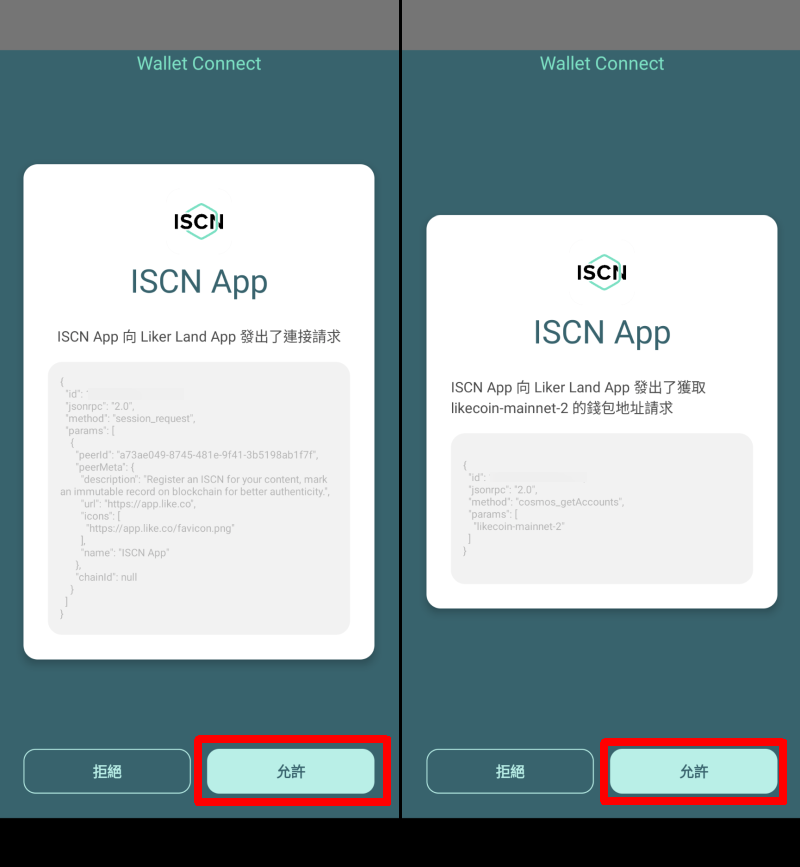 Wallet Connect
ISCN
ISCN App
ISCN App 向 Liker Land App 發出了連接請求
{
"id":
"jsonrpc": "2.0",
"method": "session_request",
"params": [
{
"peerId": "a73ae049-8745-481e-9f41-3b5198ab1f7f",
"peerMeta": {
"description": "Register an ISCN for your content, mark
an immutable record on blockchain for better authenticity.",
"url": "https://app.like.co",
"icons": [
"https://app.like.co/favicon.png"
],
"name": "ISCN App"
},
"chainId": null
}
]
}
拒絕
允許
Wallet Connect
ISCN
ISCN App
ISCN App 向 Liker Land App 發出了獲取
likecoin-mainnet-2 的錢包地址請求
{
"id":
"jsonrpc": "2.0",
"method": "cosmos_getAccounts",
"params": [
"likecoin-mainnet-2"
]
}
拒絕
允許